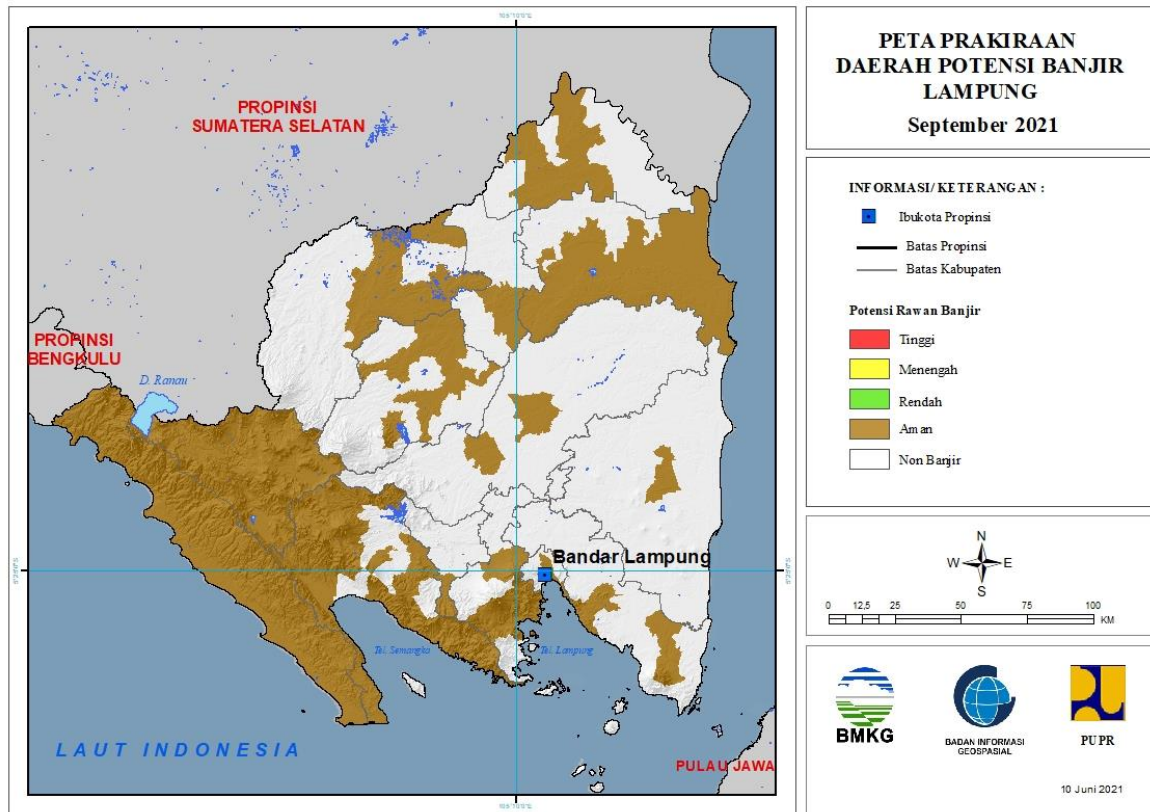 PETA PRAKIRAAN
DAERAH POTENSI BANJIR
LAMPUNG
September 2021
INFORMASI/ KETERANGAN :
Ibukota Propinsi
Batas Propinsi
Batas Kabupaten
Potensi Rawan Banjir
Tinggi
Menengah
Rendah
Aman
Non Banjir
N
W E
S
0 12,5 25 50 75 100
KM
BMKG
BADAN INFORMASI
GEOSPASIAL
PUPR
10 Juni 2021
PROPINSI
SUMATERA SELATAN
PROPINSI
BENGKULU
D. Ranau
Bandar Lampung
Tel. Semangka
Tel. Lampung
LAUT INDONESIA
PULAU JAWA